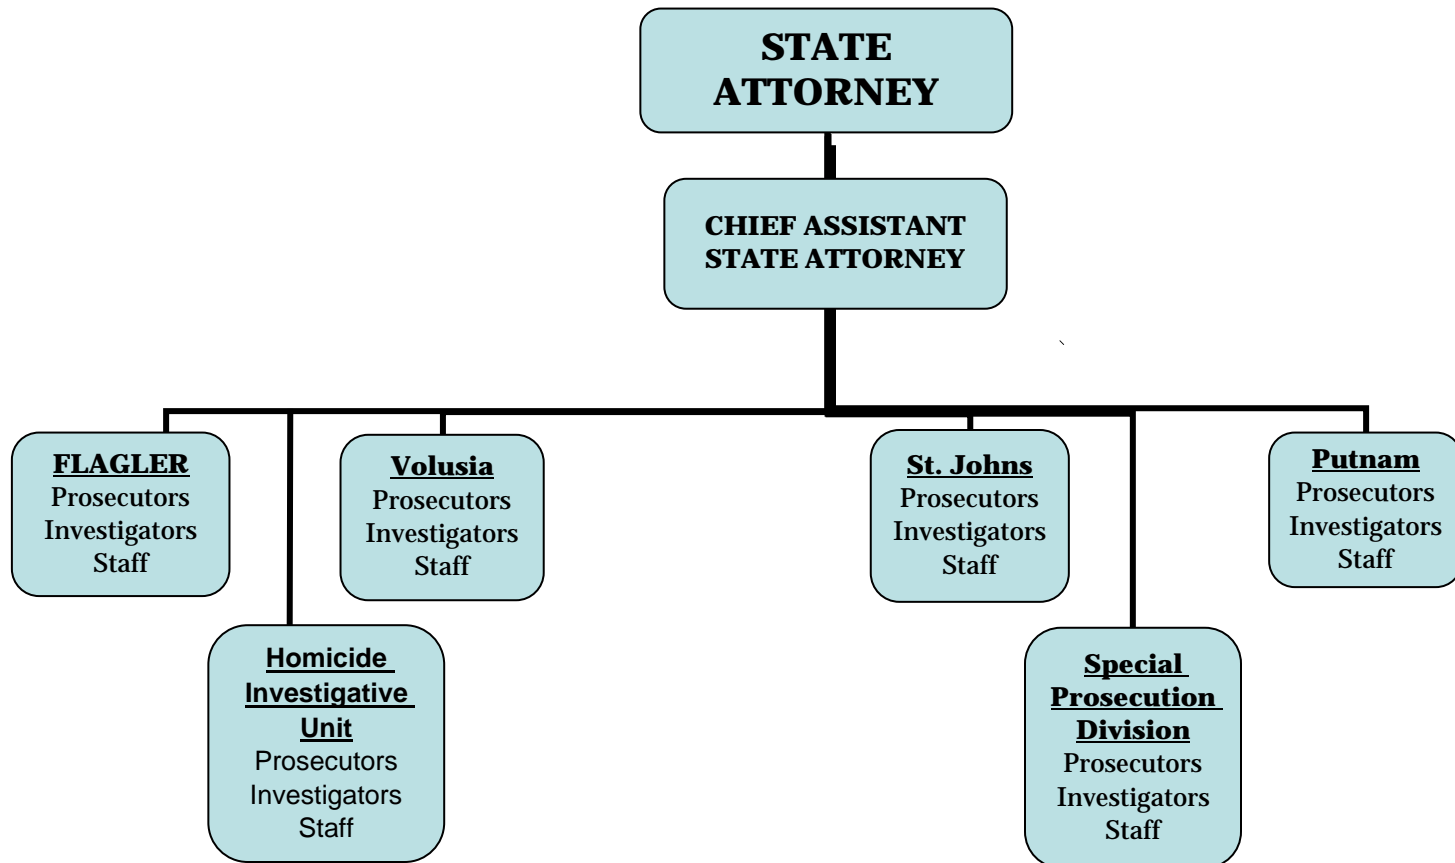 STATE
ATTORNEY
CHIEF ASSISTANT
STATE ATTORNEY
FLAGLER
Prosecutors
Investigators
Staff
Volusia
Prosecutors
Investigators
Staff
St. Johns
Prosecutors
Investigators
Staff
Putnam
Prosecutors
Investigators
Staff
Homicide
Investigative
Unit
Prosecutors
Investigators
Staff
Special
Prosecution
Division
Prosecutors
Investigators
Staff